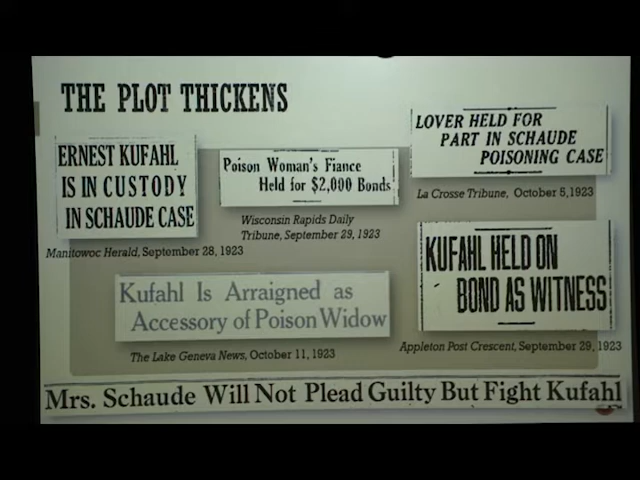 THE PLOT THICKENS
ERNEST KUFAHL
IS IN CUSTODY
IN SCHAUDE CASE
Manitowoc Herald, September 28, 1923
Poison Woman's Fiance
Held for $2,000 Bonds
Wisconsin Rapids Daily
Tribune, September 29, 1923
LOVER HELD FOR
PART IN SCHAUDE
POISONING CASE
La Crosse Tribune, October 5,1923
Kufahl Is Arraigned as
Accessory of Poison Widow
The Lake Geneva News, October 11, 1923
KUFAHL HELD ON
BOND AS WITNESS
Appleton Post Crescent, September 29, 1923
Mrs. Schaude Will Not Plead Guilty But Fight Kufahl